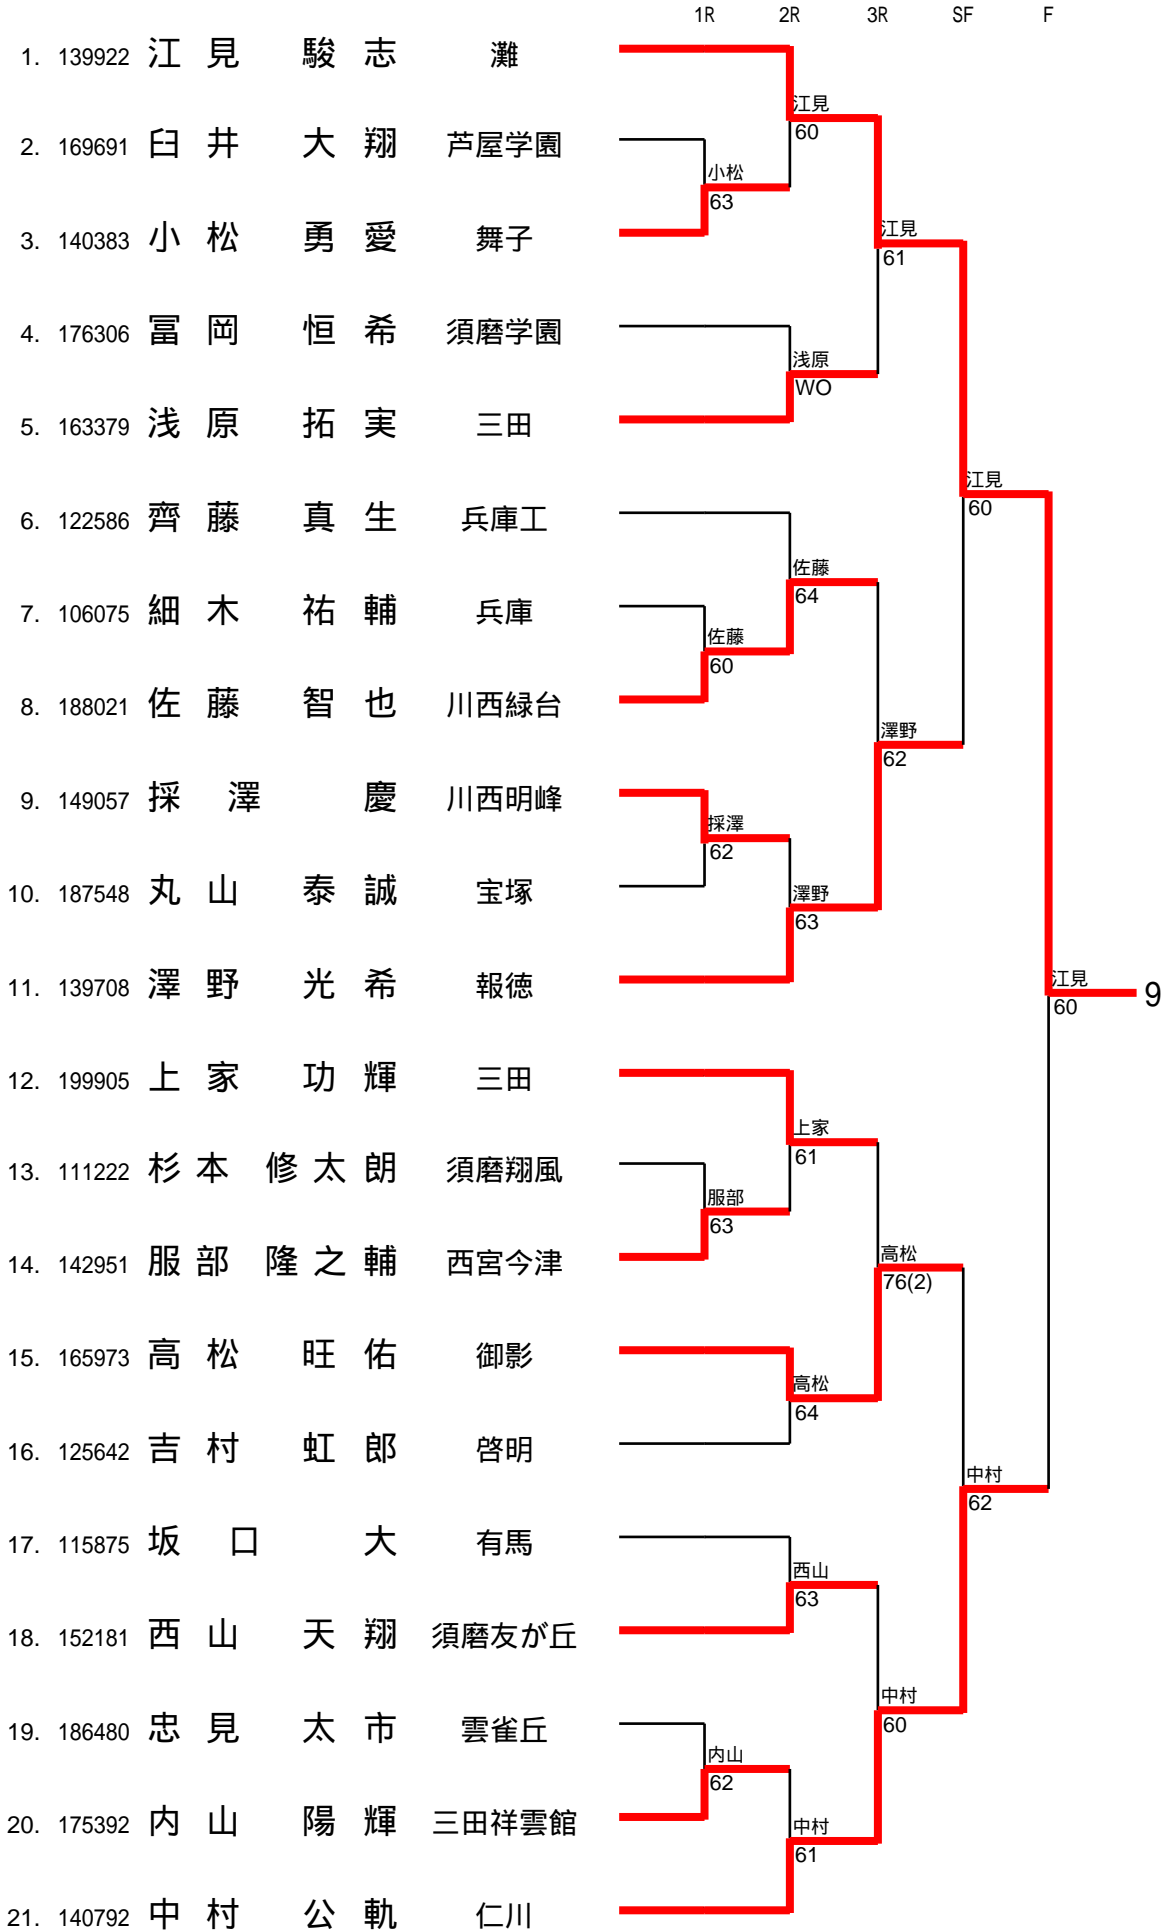 1R 2R 3R SF F
1. 139922 江見 駿志 灘
江見
60
2. 169691 臼井 大翔 芦屋学園
小松
63
3. 140383 小松 勇愛 舞子
江見
61
4. 176306 冨岡 恒希 須磨学園
浅原
WO
5. 163379 浅原 拓実 三田
江見
60
6. 122586 齊藤 真生 兵庫工
佐藤
64
7. 106075 細木 祐輔 兵庫
佐藤
60
8. 188021 佐藤 智也 川西緑台
澤野
62
9. 149057 採澤 慶 川西明峰
採澤
62
10. 187548 丸山 泰誠 宝塚
澤野
63
11. 139708 澤野 光希 報徳
江見
60
9
12. 199905 上家 功輝 三田
上家
61
13. 111222 杉本 修太朗 須磨翔風
服部
63
14. 142951 服部 隆之輔 西宮今津
高松
76(2)
15. 165973 高松 旺佑 御影
高松
64
16. 125642 吉村 虹郎 啓明
中村
62
17. 115875 坂口 大 有馬
西山
63
18. 152181 西山 天翔 須磨友が丘
中村
60
19. 186480 忠見 太市 雲雀丘
内山
62
20. 175392 内山 陽輝 三田祥雲館
中村
61
21. 140792 中村 公軌 仁川